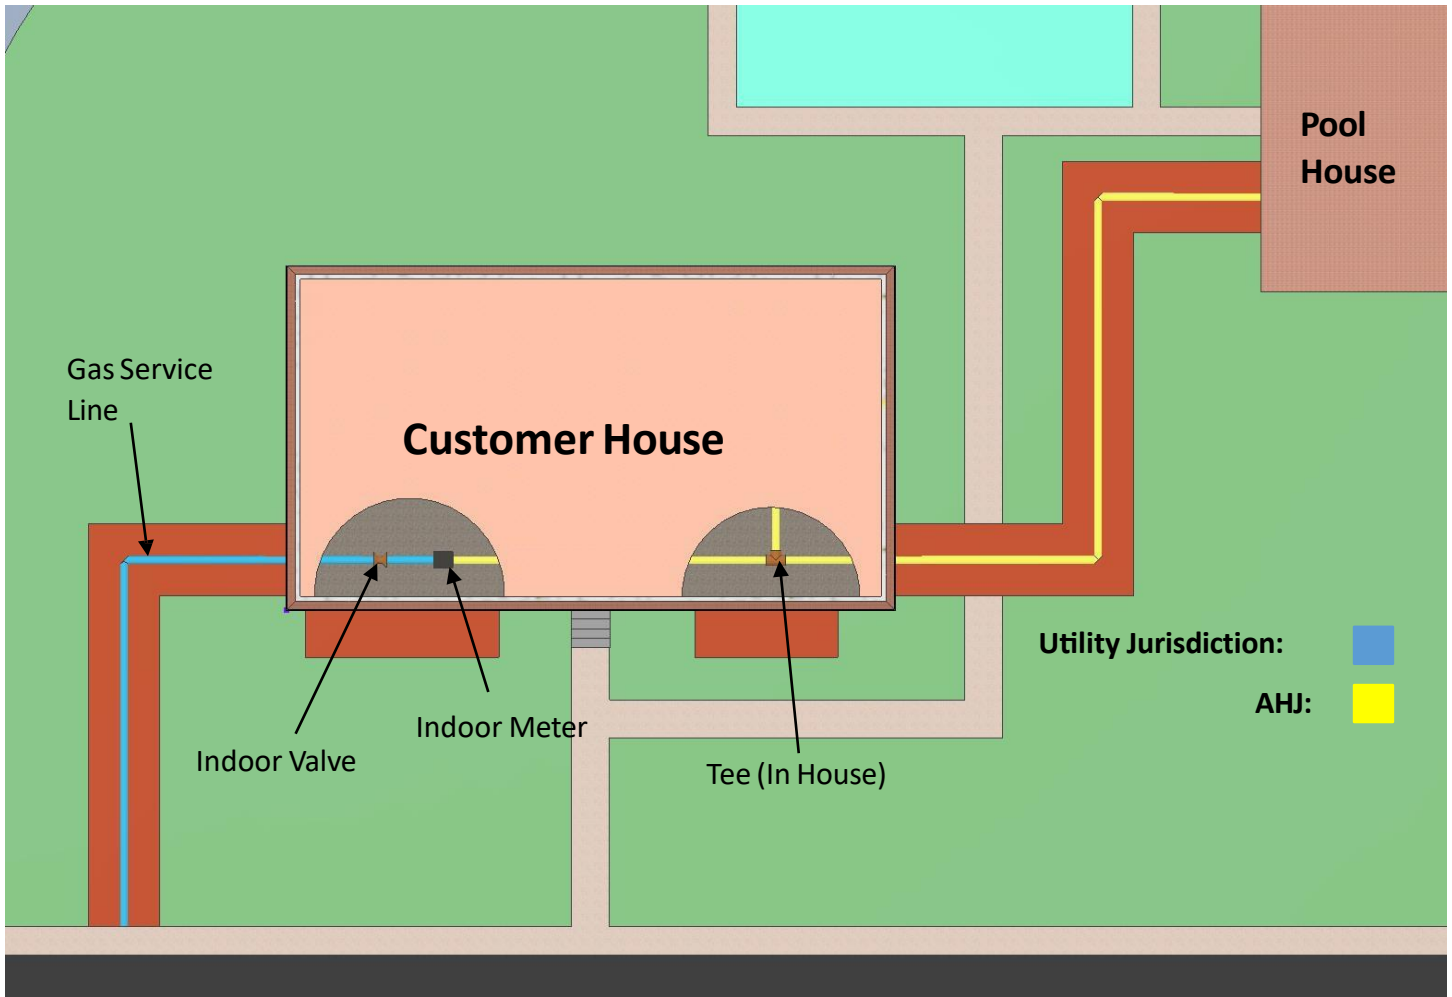 Pool
House
Gas Service
Line
Customer House
Utility Jurisdiction:
AHJ:
Indoor Meter
Indoor Valve
Tee (In House)